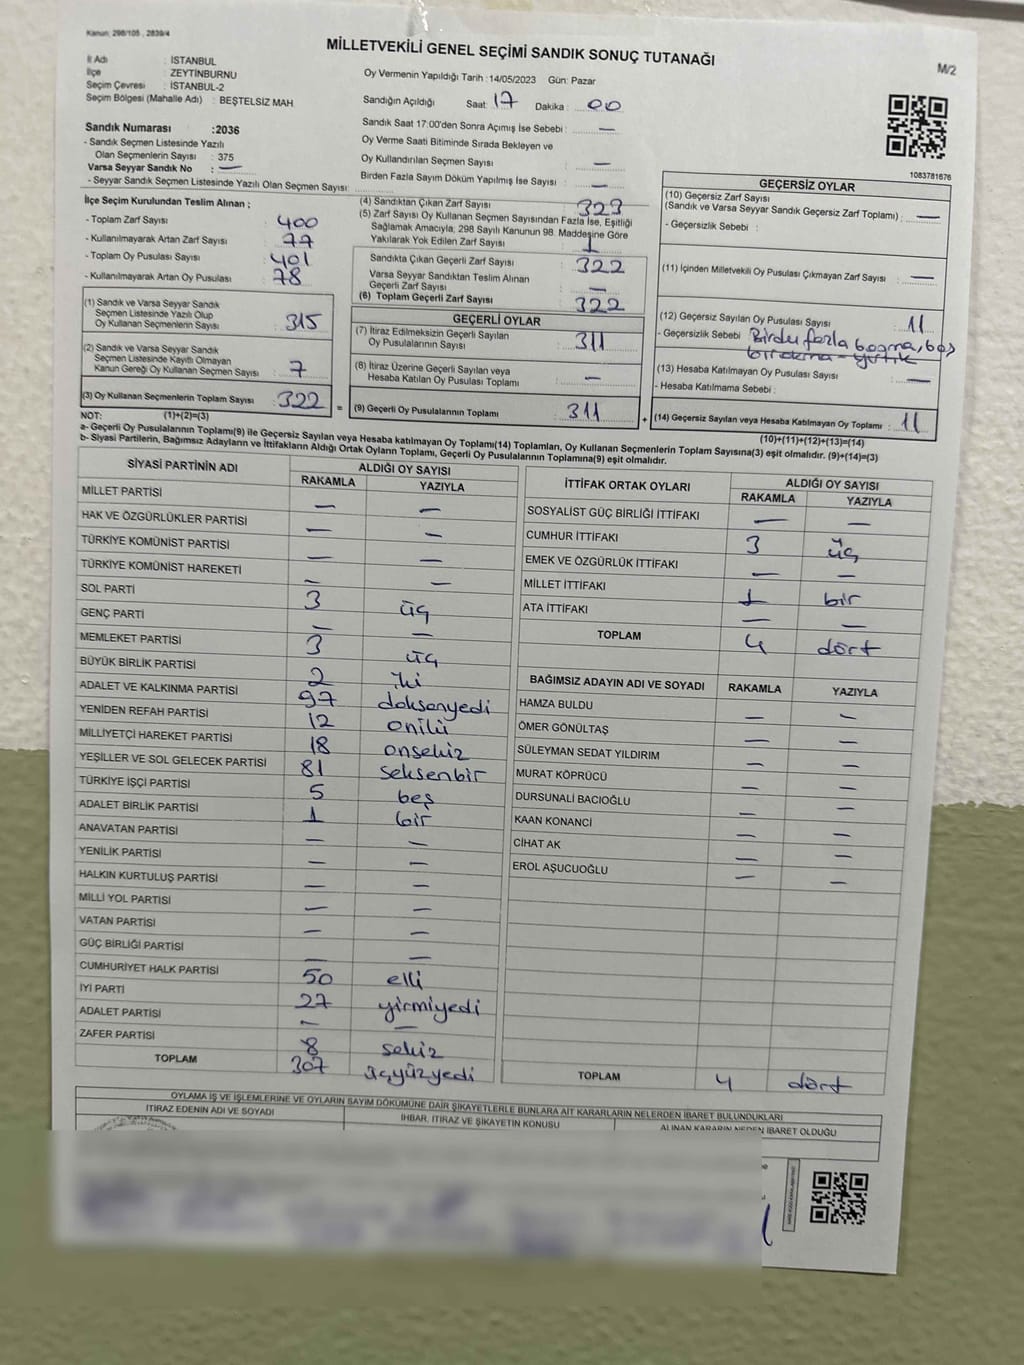 Kanun: 298/105 , 2839/4
MİLLETVEKİLİ GENEL SEÇİMİ SANDIK SONUÇ TUTANAĞI
M/2
İl Adı : İSTANBUL
İlçe : ZEYTİNBURNU
Seçim Çevresi : İSTANBUL-2
Seçim Bölgesi (Mahalle Adı) : BEŞTELSİZ MAH.
Sandık Numarası :2036
- Sandık Seçmen Listesinde Yazılı
Olan Seçmenlerin Sayısı : 375
Varsa Seyyar Sandık No : —
- Seyyar Sandık Seçmen Listesinde Yazılı Olan Seçmen Sayısı:
Oy Vermenin Yapıldığı Tarih :14/05/2023 Gün: Pazar
Sandığın Açıldığı Saat: 17 Dakika : 00
Sandık Saat 17:00'den Sonra Açımış İse Sebebi : —
Oy Verme Saati Bitiminde Sırada Bekleyen ve
Oy Kullandırılan Seçmen Sayısı : —
Birden Fazla Sayım Döküm Yapılmış İse Sayısı : —
1083781676
İlçe Seçim Kurulundan Teslim Alınan ;
- Toplam Zarf Sayısı : 400
- Kullanılmayarak Artan Zarf Sayısı : 77
- Toplam Oy Pusulası Sayısı : 401
- Kullanılmayarak Artan Oy Pusulası : 78
(1) Sandık ve Varsa Seyyar Sandık
Seçmen Listesinde Yazılı Olup
Oy Kullanan Seçmenlerin Sayısı : 315
(2) Sandık ve Varsa Seyyar Sandık
Seçmen Listesinde Kayıtlı Olmayan
Kanun Gereği Oy Kullanan Seçmen Sayısı : 7
(3) Oy Kullanan Seçmenlerin Toplam Sayısı : 322
(4) Sandıktan Çıkan Zarf Sayısı : 323
(5) Zarf Sayısı Oy Kullanan Seçmen Sayısından Fazla İse, Eşitliği
Sağlamak Amacıyla, 298 Sayılı Kanunun 98. Maddesine Göre
Yakılarak Yok Edilen Zarf Sayısı : 1
Sandıkta Çıkan Geçerli Zarf Sayısı : 322
Varsa Seyyar Sandıktan Teslim Alınan
Geçerli Zarf Sayısı : —
(6) Toplam Geçerli Zarf Sayısı : 322
GEÇERLİ OYLAR
(7) İtiraz Edilmeksizin Geçerli Sayılan
Oy Pusulalarının Sayısı : 311
(8) İtiraz Üzerine Geçerli Sayılan veya
Hesaba Katılan Oy Pusulası Toplamı : —
= (9) Geçerli Oy Pusulalarının Toplamı : 311
GEÇERSİZ OYLAR
(10) Geçersiz Zarf Sayısı
(Sandık ve Varsa Seyyar Sandık Geçersiz Zarf Toplamı) : —
- Geçersizlik Sebebi :
(11) İçinden Milletvekili Oy Pusulası Çıkmayan Zarf Sayısı : —
(12) Geçersiz Sayılan Oy Pusulası Sayısı : 11
- Geçersizlik Sebebi : Birdn fazla basma, boş
bırakma - yırtık
(13) Hesaba Katılmayan Oy Pusulası Sayısı : —
- Hesaba Katılmama Sebebi :
+ (14) Geçersiz Sayılan veya Hesaba Katılmayan Oy Toplamı : 11
NOT: (1)+(2)=(3)
(10)+(11)+(12)+(13)=(14)
a- Geçerli Oy Pusulaları Toplamı(9) ile Geçersiz Sayılan veya Hesaba katılmayan Oy Toplamı(14) Toplamları, Oy Kullanan Seçmenlerin Toplam Sayısına(3) eşit olmalıdır. (9)+(14)=(3)
b- Siyasi Partilerin, Bağımsız Adayların ve İttifakların Aldığı Ortak Oyların Toplamı, Geçerli Oy Pusulalarının Toplamına(9) eşit olmalıdır.
SİYASİ PARTİNİN ADI ALDIĞI OY SAYISI
RAKAMLA YAZIYLA
MİLLET PARTİSİ — —
HAK VE ÖZGÜRLÜKLER PARTİSİ — —
TÜRKİYE KOMÜNİST PARTİSİ — —
TÜRKİYE KOMÜNİST HAREKETİ — —
SOL PARTİ 3 üç
GENÇ PARTİ — —
MEMLEKET PARTİSİ 3 üç
BÜYÜK BİRLİK PARTİSİ 2 iki
ADALET VE KALKINMA PARTİSİ 97 doksanyedi
YENİDEN REFAH PARTİSİ 12 oniki
MİLLİYETÇİ HAREKET PARTİSİ 18 onsekiz
YEŞİLLER VE SOL GELECEK PARTİSİ 81 seksenbir
TÜRKİYE İŞÇİ PARTİSİ 5 beş
ADALET BİRLİK PARTİSİ 1 bir
ANAVATAN PARTİSİ — —
YENİLİK PARTİSİ — —
HALKIN KURTULUŞ PARTİSİ — —
MİLLİ YOL PARTİSİ — —
VATAN PARTİSİ — —
GÜÇ BİRLİĞİ PARTİSİ — —
CUMHURİYET HALK PARTİSİ 50 elli
İYİ PARTİ 27 yirmiyedi
ADALET PARTİSİ — —
ZAFER PARTİSİ 8 sekiz
TOPLAM 307 üçyüzyedi
İTTİFAK ORTAK OYLARI ALDIĞI OY SAYISI
RAKAMLA YAZIYLA
SOSYALİST GÜÇ BİRLİĞİ İTTİFAKI — —
CUMHUR İTTİFAKI 3 üç
EMEK VE ÖZGÜRLÜK İTTİFAKI — —
MİLLET İTTİFAKI 1 bir
ATA İTTİFAKI — —
TOPLAM 4 dört
BAĞIMSIZ ADAYIN ADI VE SOYADI RAKAMLA YAZIYLA
HAMZA BULDU — —
ÖMER GÖNÜLTAŞ — —
SÜLEYMAN SEDAT YILDIRIM — —
MURAT KÖPRÜCÜ — —
DURSUNALİ BACIOĞLU — —
KAAN KONANCİ — —
CİHAT AK — —
EROL AŞUCUOĞLU — —
TOPLAM 4 dört
OYLAMA İŞ VE İŞLEMLERİNE VE OYLARIN SAYIM DÖKÜMÜNE DAİR ŞİKAYETLERLE BUNLARA AİT KARARLARIN NELERDEN İBARET BULUNDUKLARI
İTİRAZ EDENİN ADI VE SOYADI İHBAR, İTİRAZ VE ŞİKAYETİN KONUSU ALINAN KARARIN NEDEN İBARET OLDUĞU